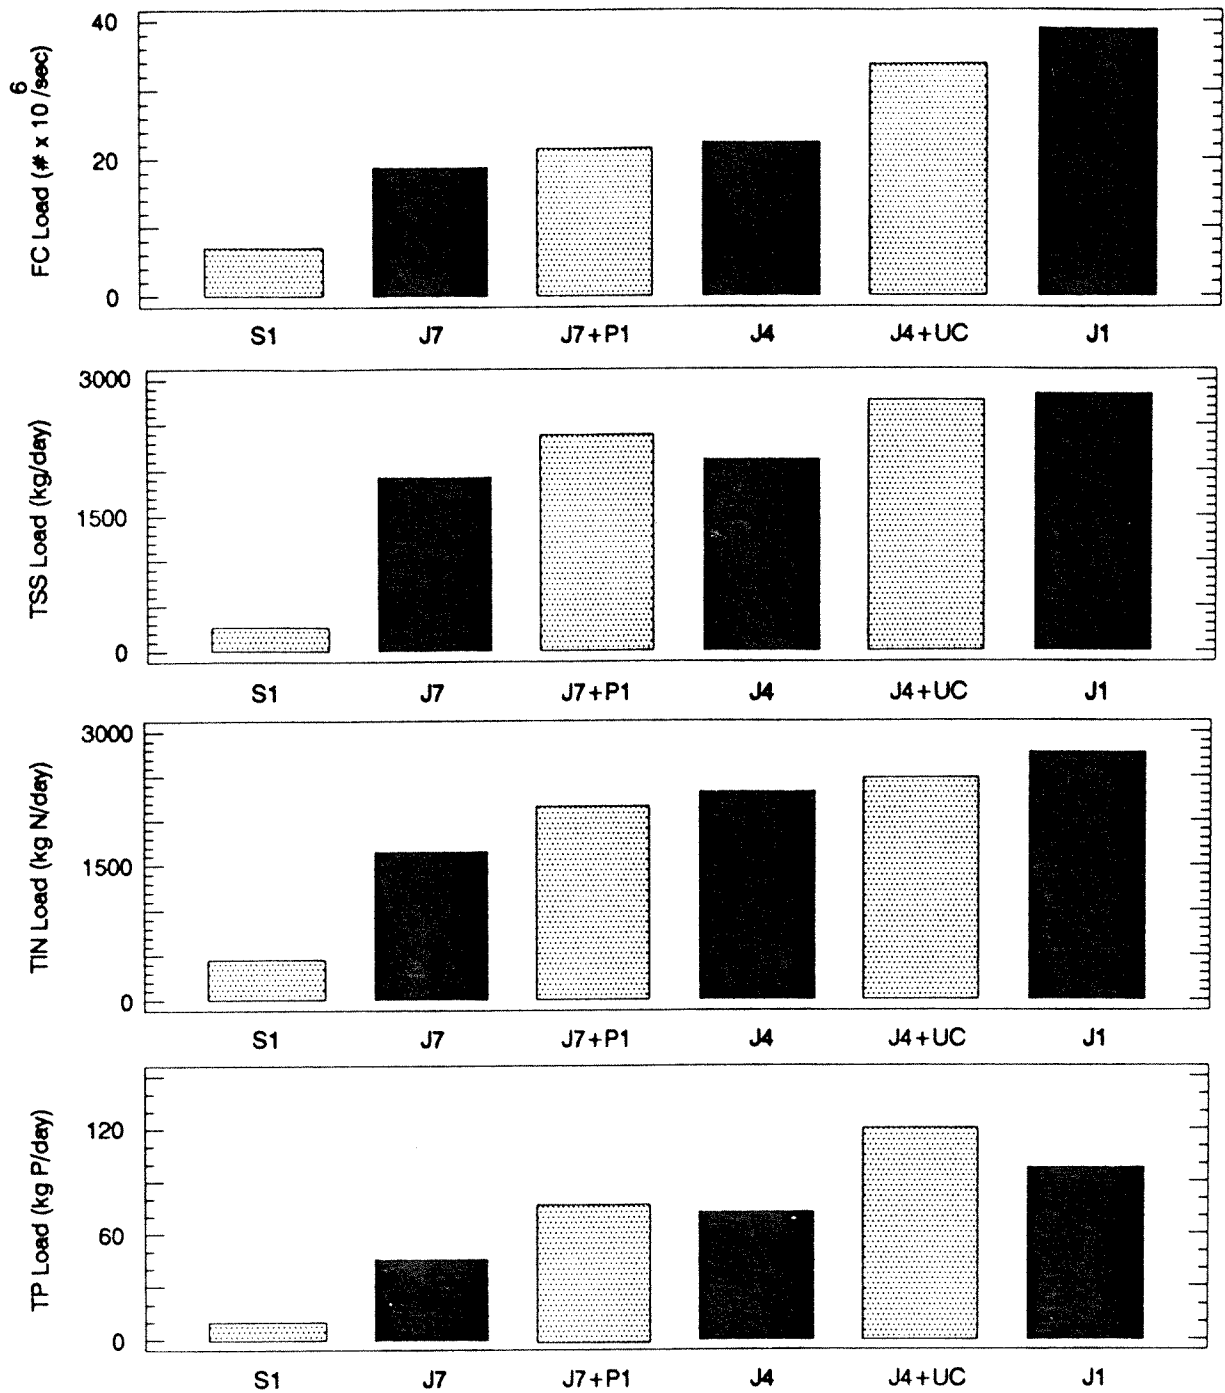 40
20
0
FC Load (# x 10 6 /sec)
S1 J7 J7+P1 J4 J4+UC J1
3000
1500
0
TSS Load (kg/day)
S1 J7 J7+P1 J4 J4+UC J1
3000
1500
0
TIN Load (kg N/day)
S1 J7 J7+P1 J4 J4+UC J1
120
60
0
TP Load (kg P/day)
S1 J7 J7+P1 J4 J4+UC J1